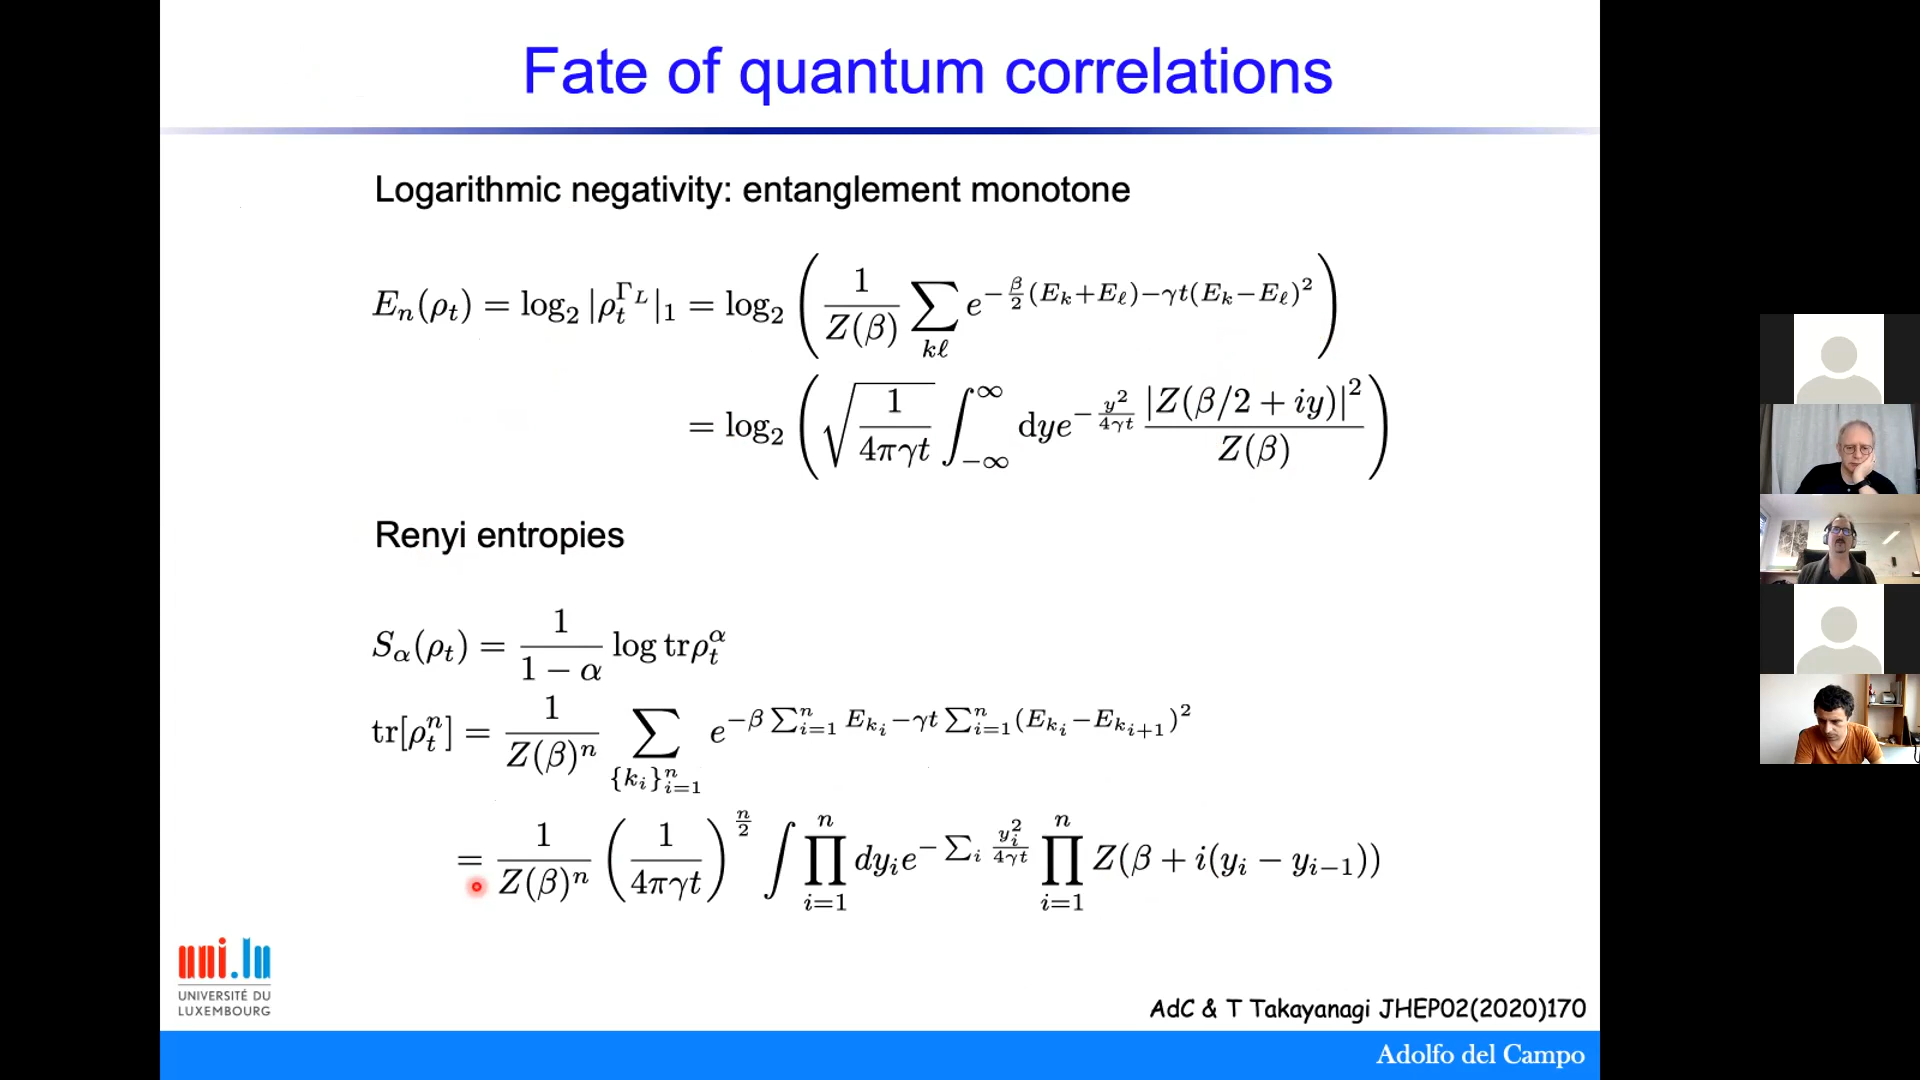 Fate of quantum correlations
Logarithmic negativity: entanglement monotone
$E_n(\rho_t) = \log_2 |\rho_t^{\Gamma_L}|_1 = \log_2 \left( \frac{1}{Z(\beta)} \sum_{k\ell} e^{-\frac{\beta}{2}(E_k+E_\ell)-\gamma t(E_k-E_\ell)^2} \right)$
$= \log_2 \left( \sqrt{\frac{1}{4\pi\gamma t}} \int_{-\infty}^{\infty} \mathrm{d}y e^{-\frac{y^2}{4\gamma t}} \frac{|Z(\beta/2+iy)|^2}{Z(\beta)} \right)$
Renyi entropies
$S_\alpha(\rho_t) = \frac{1}{1-\alpha} \log \mathrm{tr} \rho_t^\alpha$
$\mathrm{tr}[\rho_t^n] = \frac{1}{Z(\beta)^n} \sum_{\{k_i\}_{i=1}^n} e^{-\beta \sum_{i=1}^n E_{k_i} - \gamma t \sum_{i=1}^n (E_{k_i}-E_{k_{i+1}})^2}$
$= \frac{1}{Z(\beta)^n} \left( \frac{1}{4\pi\gamma t} \right)^{\frac{n}{2}} \int \prod_{i=1}^n dy_i e^{-\sum_i \frac{y_i^2}{4\gamma t}} \prod_{i=1}^n Z(\beta + i(y_i - y_{i-1}))$
uni.lu
UNIVERSITÉ DU
LUXEMBOURG
AdC & T Takayanagi JHEP02(2020)170
Adolfo del Campo